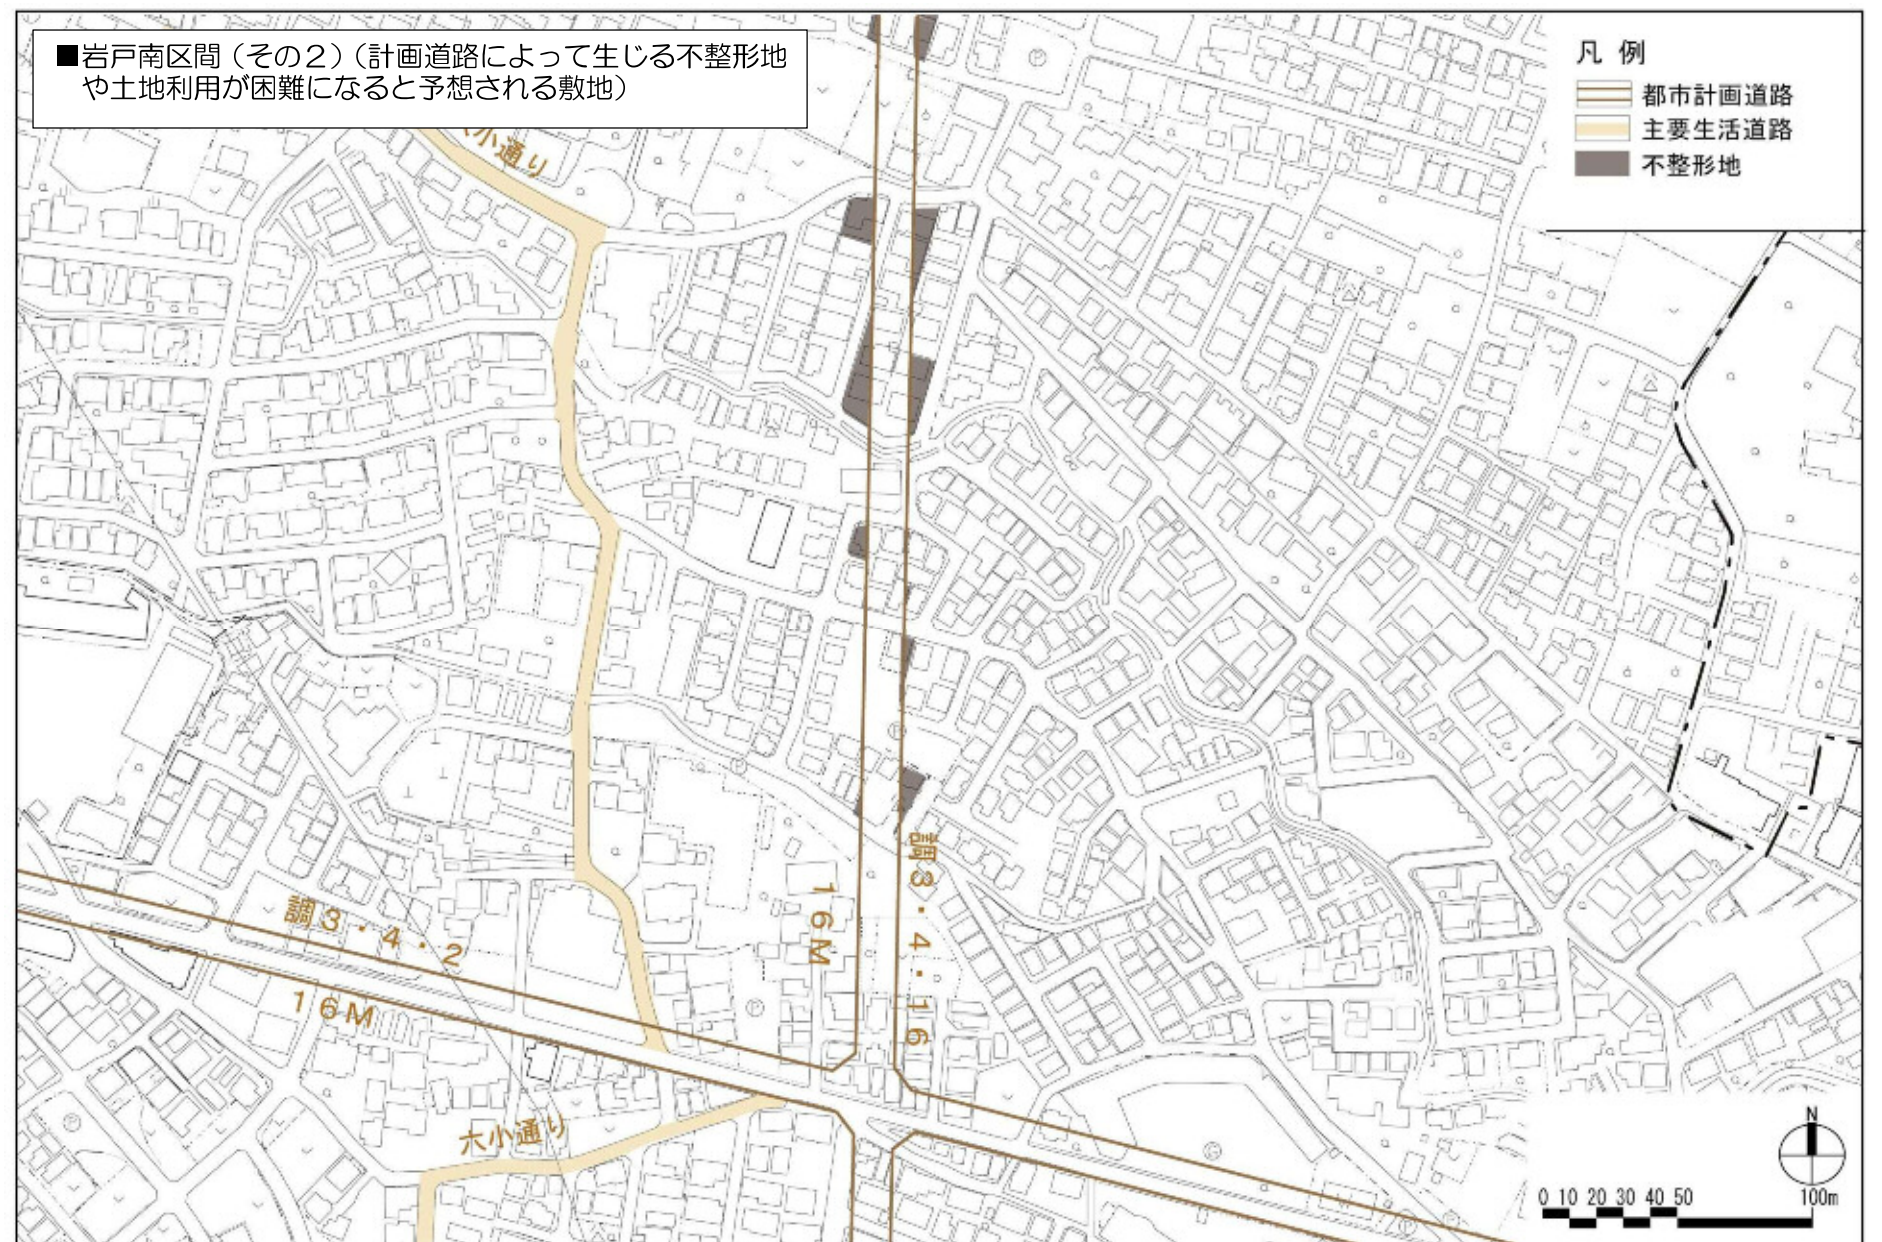 ■岩戸南区間（その２）（計画道路によって生じる不整形地
や土地利用が困難になると予想される敷地）
凡 例
都市計画道路
主要生活道路
不整形地
小通り
調３・４・２
１６Ｍ
１６Ｍ
調３・４・１６
六小通り
N
0 10 20 30 40 50 100m